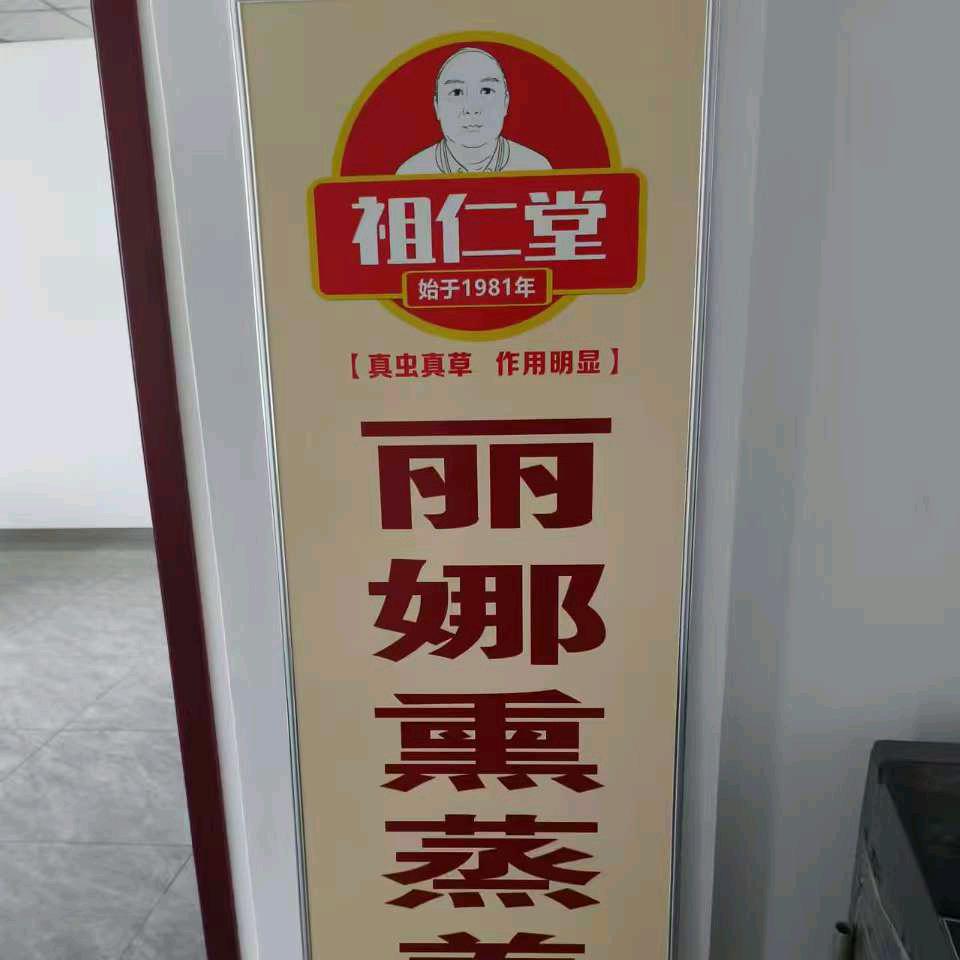 祖仁堂
始于1981年
【真虫真草 作用明显】
丽娜熏蒸